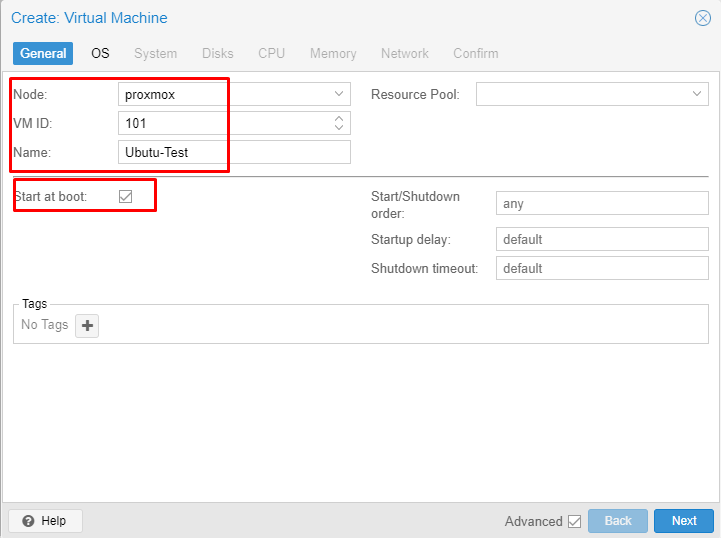 Create: Virtual Machine
General OS System Disks CPU Memory Network Confirm
Node: proxmox Resource Pool:
VM ID: 101
Name: Ubutu-Test
Start at boot: Start/Shutdown order: any
Startup delay: default
Shutdown timeout: default
Tags
No Tags
Help Advanced Back Next